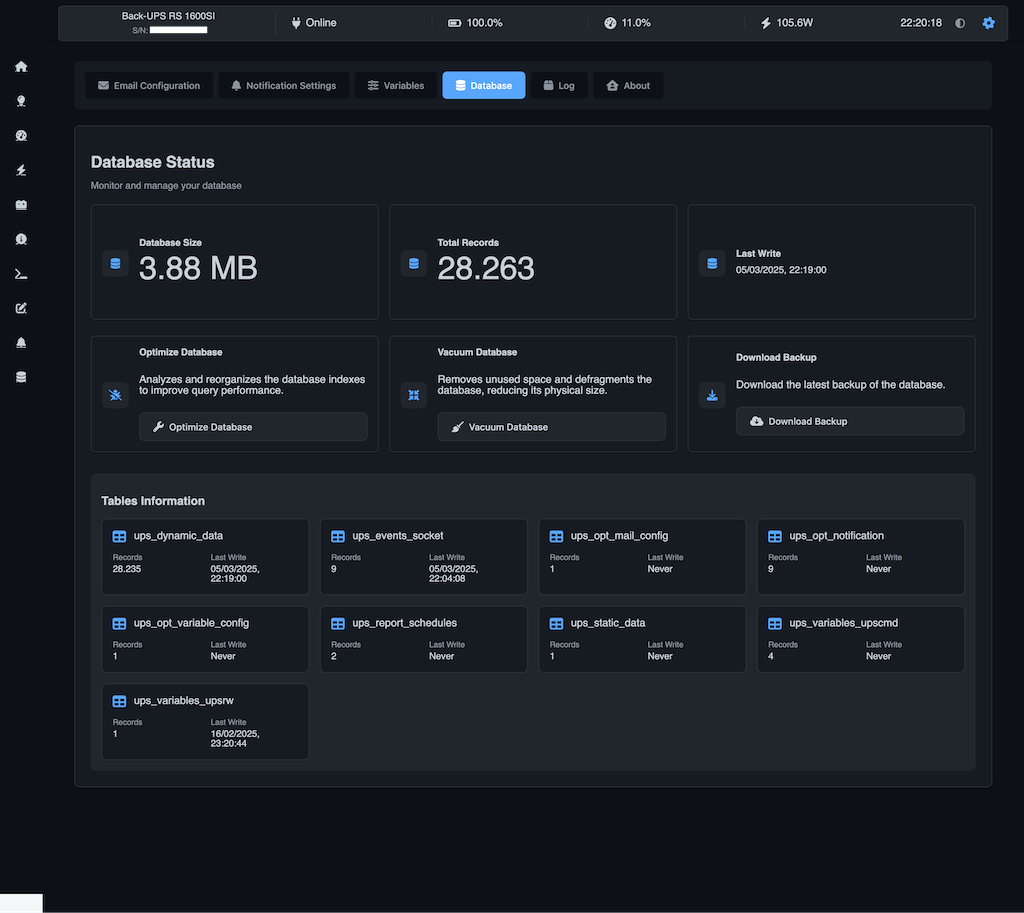 Back-UPS RS 1600SI
S/N:
Online
100.0%
11.0%
105.6W
22:20:18
Email Configuration
Notification Settings
Variables
Database
Log
About
Database Status
Monitor and manage your database
Database Size
3.88 MB
Total Records
28.263
Last Write
05/03/2025, 22:19:00
Optimize Database
Analyzes and reorganizes the database indexes
to improve query performance.
Optimize Database
Vacuum Database
Removes unused space and defragments the
database, reducing its physical size.
Vacuum Database
Download Backup
Download the latest backup of the database.
Download Backup
Tables Information
ups_dynamic_data
Records
28.235
Last Write
05/03/2025,
22:19:00
ups_events_socket
Records
9
Last Write
05/03/2025,
22:04:08
ups_opt_mail_config
Records
1
Last Write
Never
ups_opt_notification
Records
9
Last Write
Never
ups_opt_variable_config
Records
1
Last Write
Never
ups_report_schedules
Records
2
Last Write
Never
ups_static_data
Records
1
Last Write
Never
ups_variables_upscmd
Records
4
Last Write
Never
ups_variables_upsrw
Records
1
Last Write
16/02/2025,
23:20:44